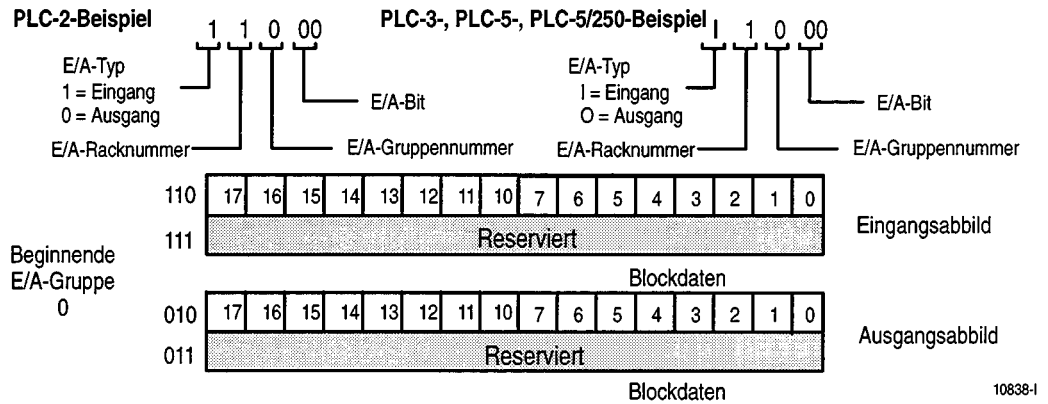 PLC-2-Beispiel
1 1 0 00
E/A-Typ
1 = Eingang
0 = Ausgang
E/A-Bit
E/A-Racknummer
E/A-Gruppennummer
PLC-3-, PLC-5-, PLC-5/250-Beispiel
I 1 0 00
E/A-Typ
I = Eingang
O = Ausgang
E/A-Bit
E/A-Racknummer
E/A-Gruppennummer
110 17 16 15 14 13 12 11 10 7 6 5 4 3 2 1 0
111 Reserviert
Eingangsabbild
Blockdaten
Beginnende
E/A-Gruppe
0
010 17 16 15 14 13 12 11 10 7 6 5 4 3 2 1 0
011 Reserviert
Ausgangsabbild
Blockdaten
10838-I